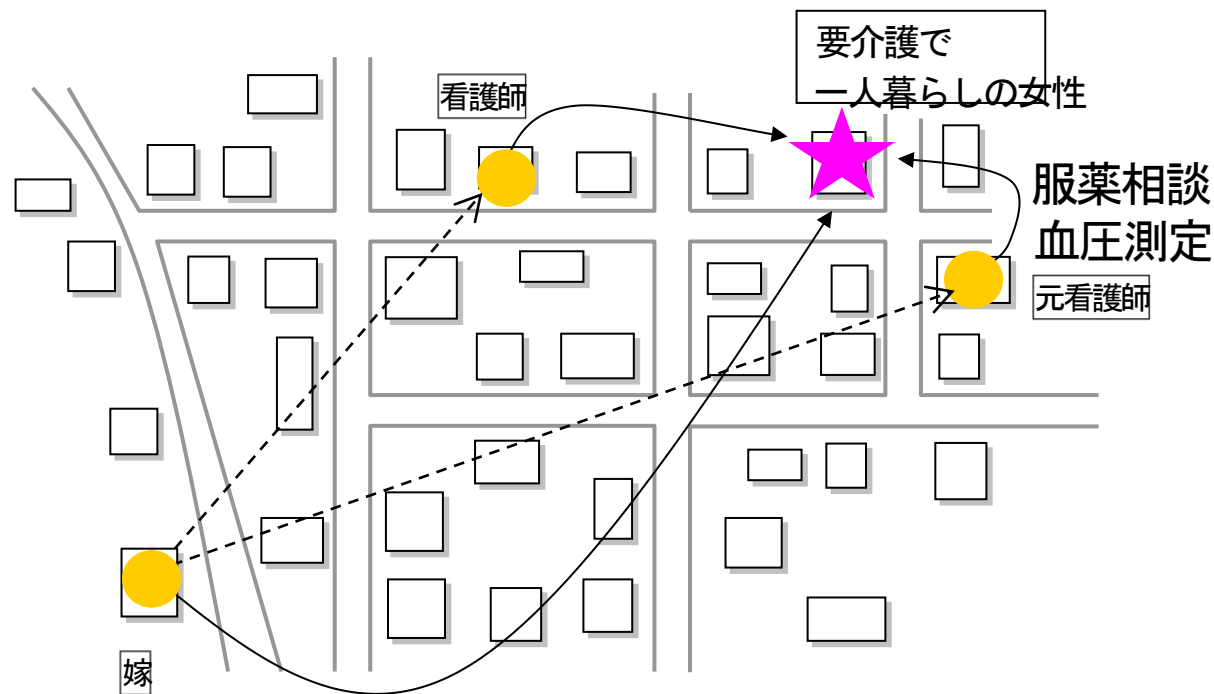 要介護で
一人暮らしの女性
看護師
服薬相談
血圧測定
元看護師
嫁